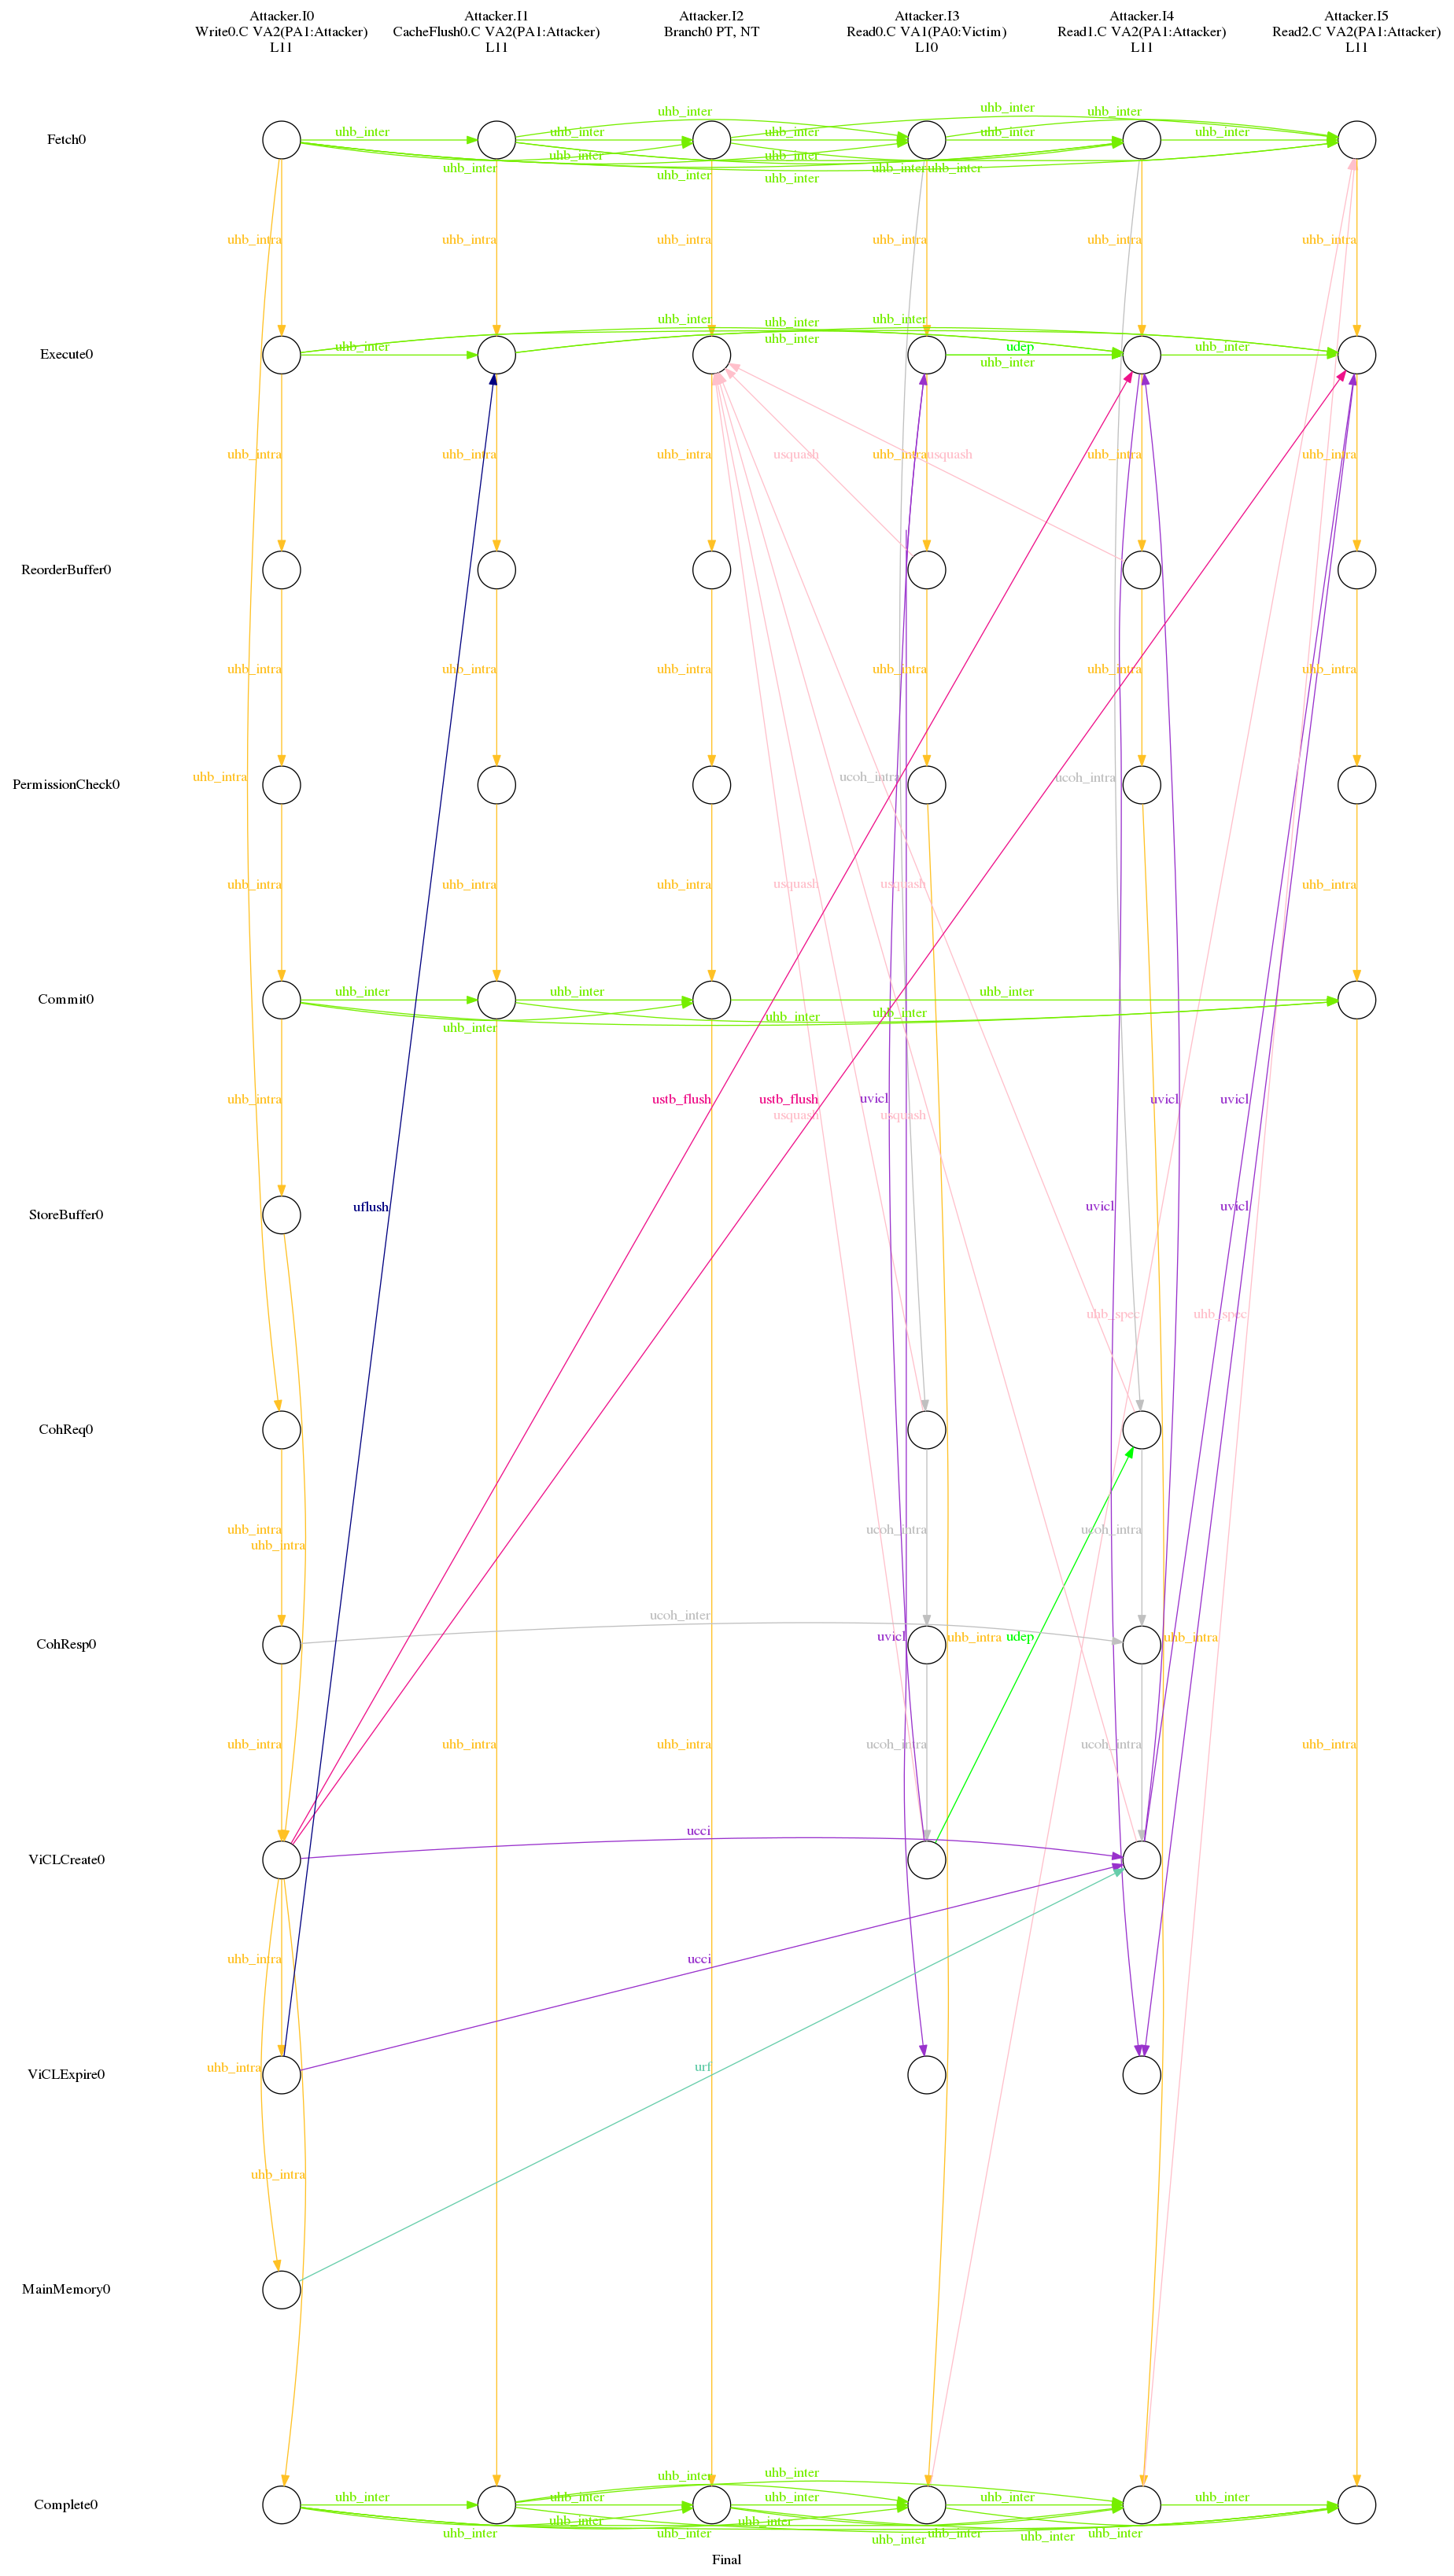 Attacker.I0 Attacker.I1 Attacker.I2 Attacker.I3 Attacker.I4 Attacker.I5
Write0.C VA2(PA1:Attacker) CacheFlush0.C VA2(PA1:Attacker) Branch0 PT, NT Read0.C VA1(PA0:Victim) Read1.C VA2(PA1:Attacker) Read2.C VA2(PA1:Attacker)
L11 L11 L10 L11 L11
uhb_inter uhb_inter uhb_inter
Fetch0 uhb_inter uhb_inter uhb_inter uhb_inter uhb_inter
uhb_inter uhb_inter
uhb_inter uhb_inter uhb_inter uhb_inter uhb_inter
uhb_intra uhb_intra uhb_intra uhb_intra uhb_intra uhb_intra
uhb_inter uhb_inter uhb_inter
Execute0 uhb_inter uhb_inter udep uhb_inter
uhb_inter
uhb_intra uhb_intra uhb_intra usquash uhb_intra usquash uhb_intra uhb_intra
ReorderBuffer0
uhb_intra uhb_intra uhb_intra uhb_intra uhb_intra uhb_intra
PermissionCheck0 uhb_intra ucoh_intra ucoh_intra
uhb_intra uhb_intra uhb_intra usquash usquash uhb_intra
Commit0 uhb_inter uhb_inter uhb_inter
uhb_inter uhb_inter uhb_inter
uhb_intra ustb_flush ustb_flush uvicl uvicl uvicl
usquash usquash
StoreBuffer0 uflush uvicl uvicl
uhb_spec uhb_spec
CohReq0
uhb_intra ucoh_intra ucoh_intra
uhb_intra
ucoh_inter
CohResp0 uvicl uhb_intra udep uhb_intra
uhb_intra uhb_intra uhb_intra ucoh_intra ucoh_intra uhb_intra
ucci
ViCLCreate0
uhb_intra ucci
ViCLExpire0 uhb_intra urf
uhb_intra
MainMemory0
uhb_inter uhb_inter
Complete0 uhb_inter uhb_inter uhb_inter uhb_inter uhb_inter
uhb_inter uhb_inter
uhb_inter uhb_inter uhb_inter uhb_inter uhb_inter uhb_inter
Final